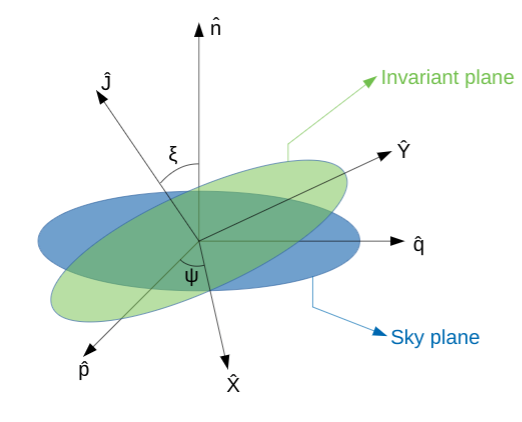 n̂
Ĵ
Invariant plane
ξ
Ŷ
q̂
ψ
Sky plane
p̂
X̂